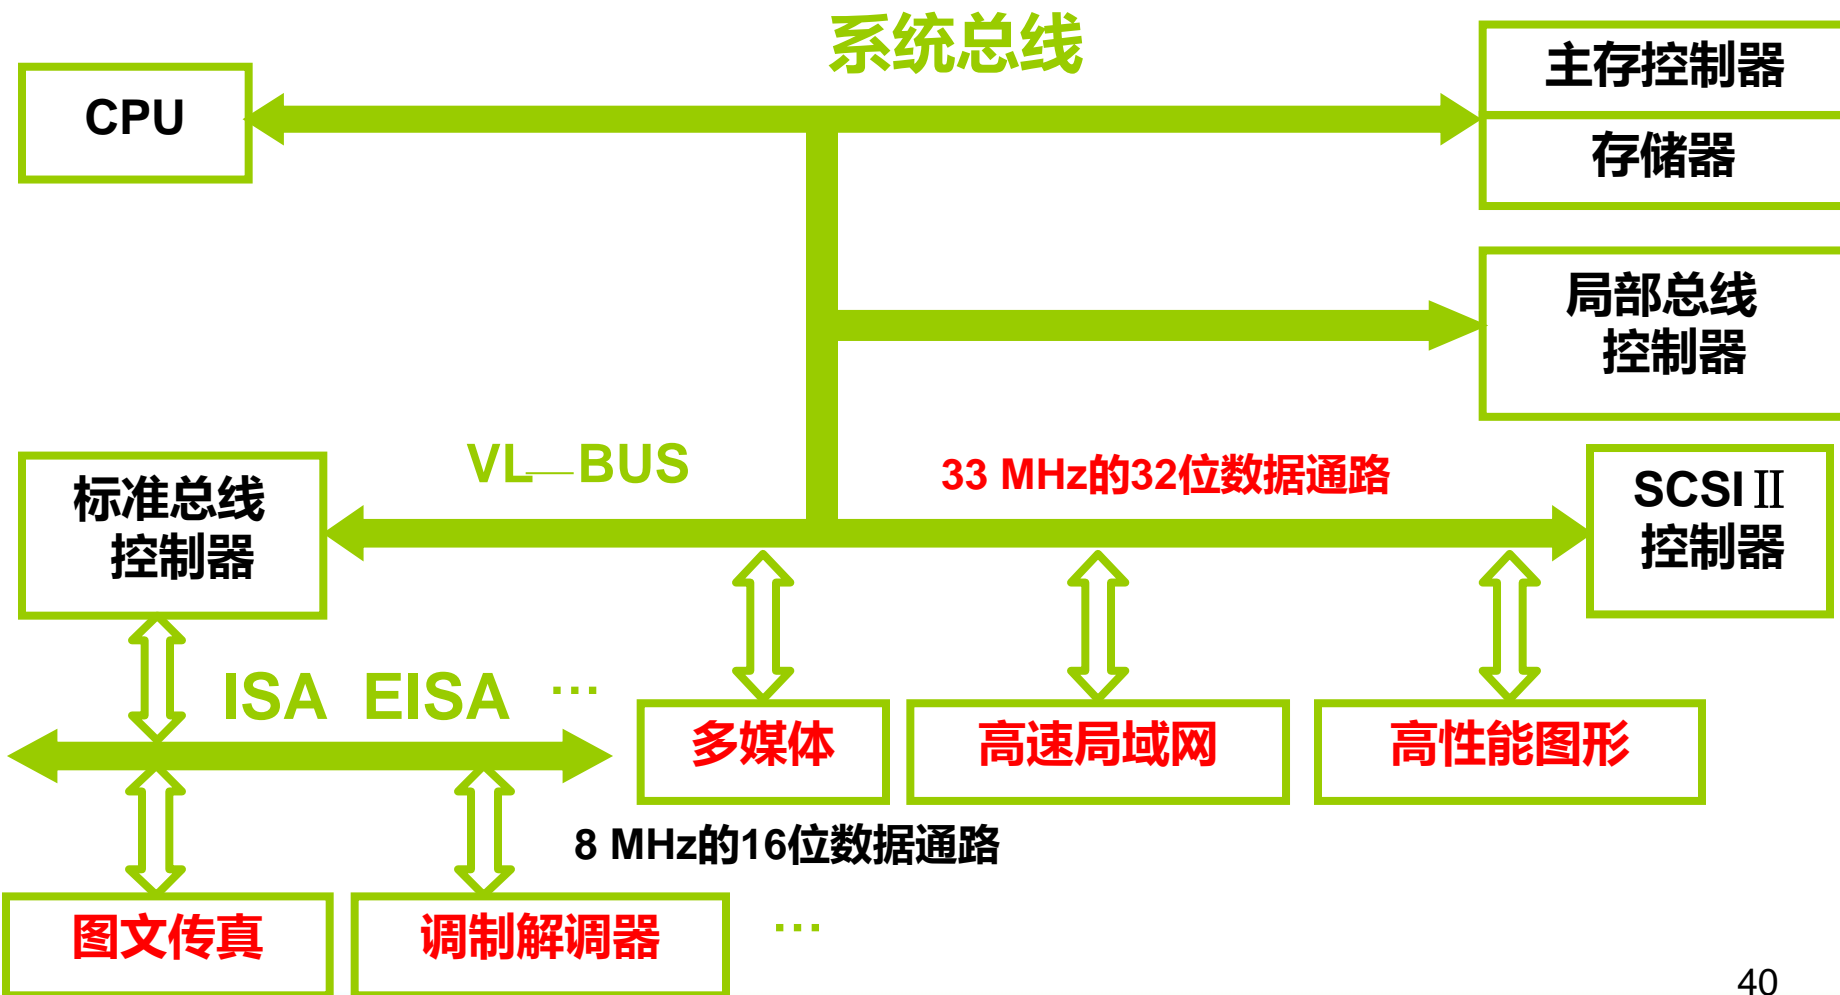 系统总线
CPU
主存控制器
存储器
局部总线
控制器
VL—BUS
33 MHz的32位数据通路
标准总线
控制器
SCSIⅡ
控制器
ISA EISA …
多媒体
高速局域网
高性能图形
8 MHz的16位数据通路
图文传真
调制解调器
…
40